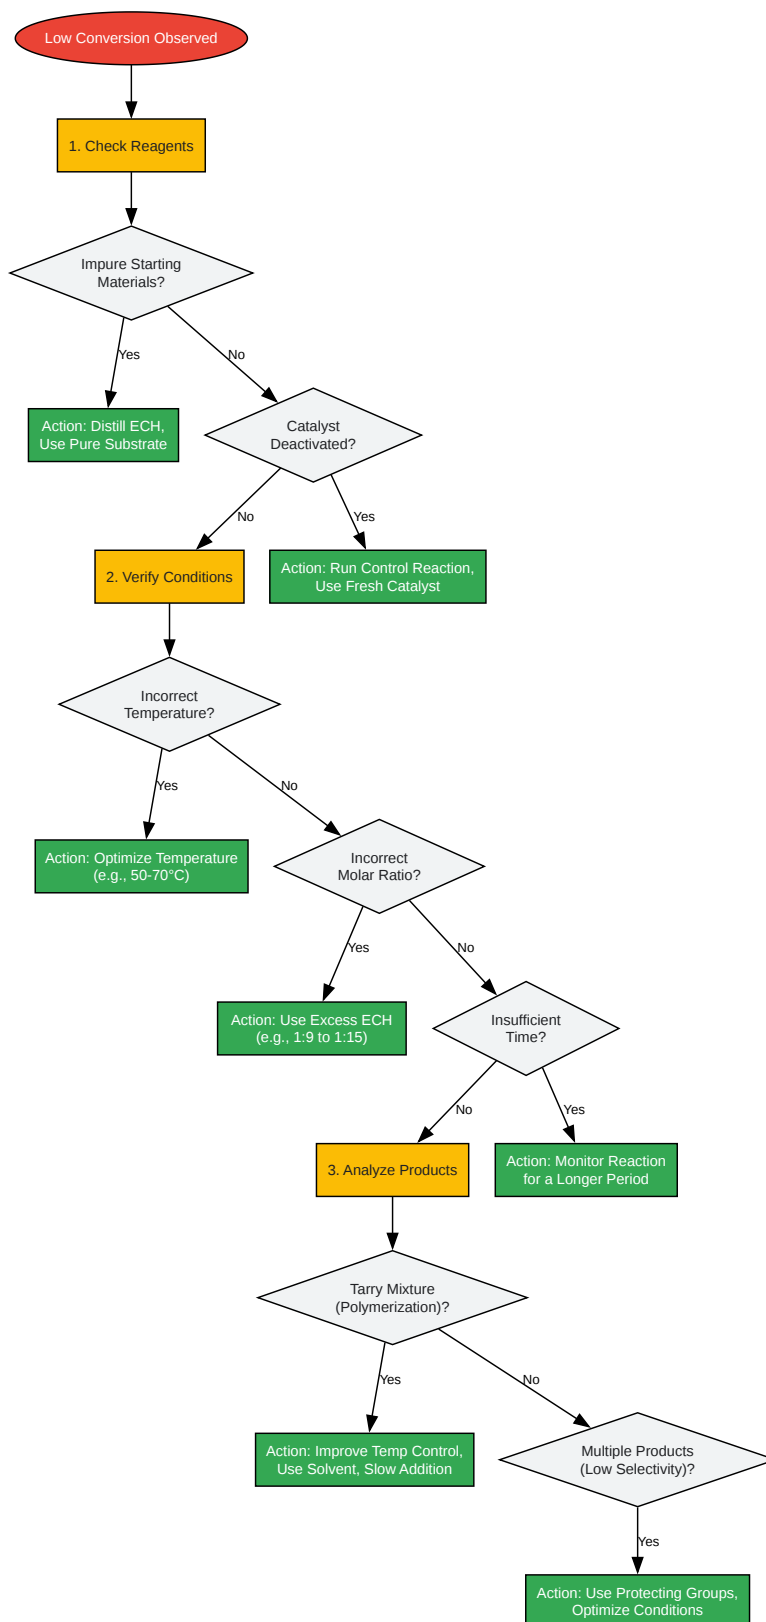 Low Conversion Observed
1. Check Reagents
Impure Starting
Materials?
Yes
No
Action: Distill ECH,
Use Pure Substrate
Catalyst
Deactivated?
No
Yes
2. Verify Conditions
Action: Run Control Reaction,
Use Fresh Catalyst
Incorrect
Temperature?
Yes
No
Action: Optimize Temperature
(e.g., 50-70°C)
Incorrect
Molar Ratio?
Yes
No
Action: Use Excess ECH
(e.g., 1:9 to 1:15)
Insufficient
Time?
No
Yes
3. Analyze Products
Action: Monitor Reaction
for a Longer Period
Tarry Mixture
(Polymerization)?
Yes
No
Action: Improve Temp Control,
Use Solvent, Slow Addition
Multiple Products
(Low Selectivity)?
Yes
Action: Use Protecting Groups,
Optimize Conditions